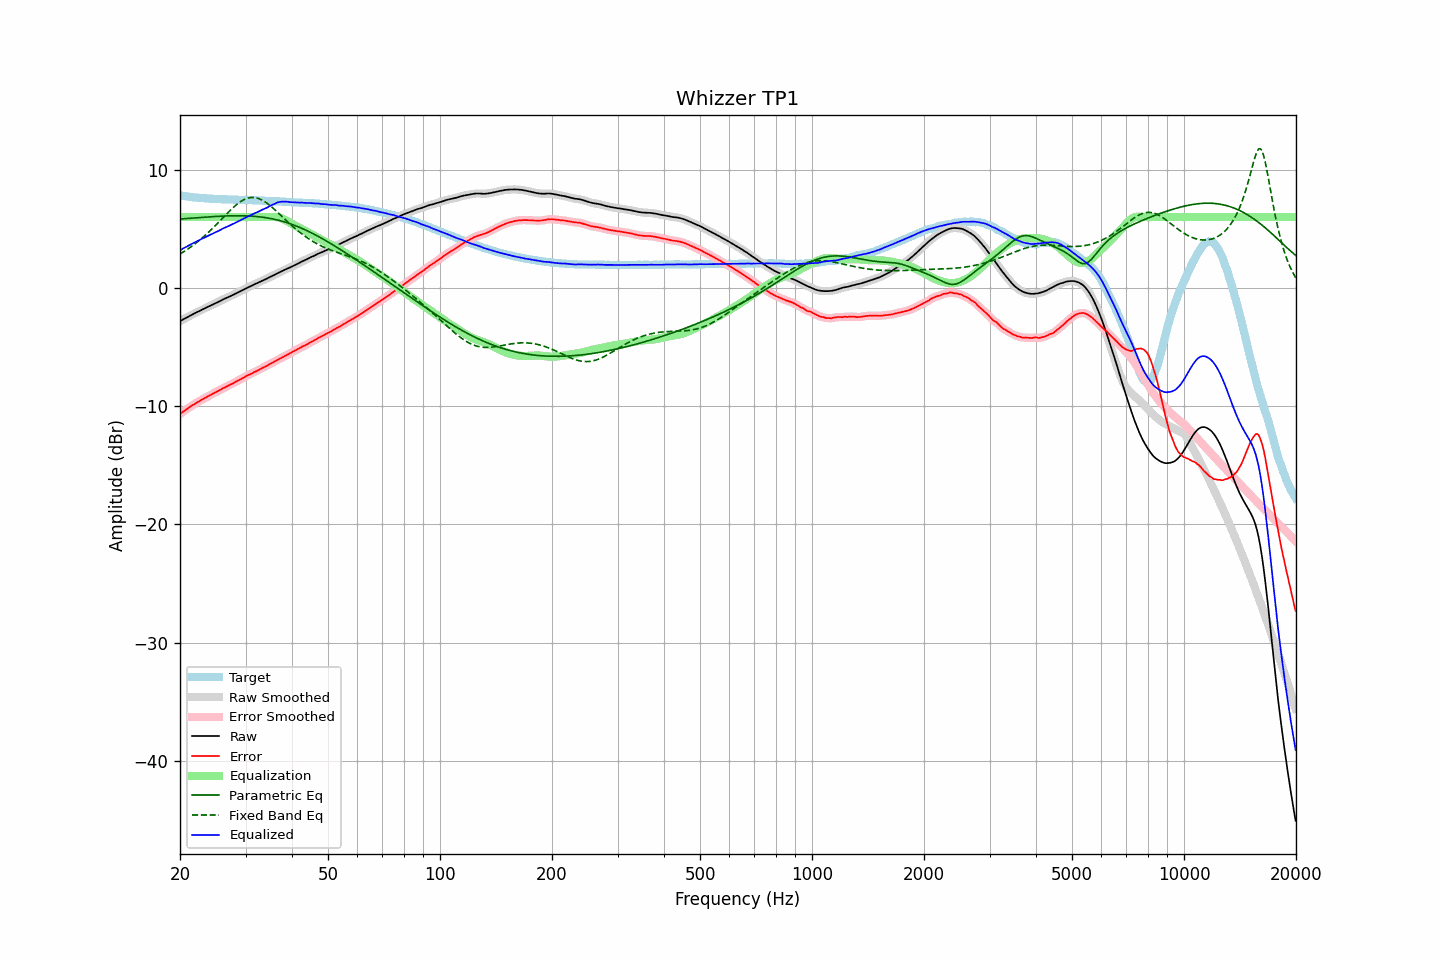 Whizzer TP1
Amplitude (dBr)
10
0
−10
−20
−30
−40
Target
Raw Smoothed
Error Smoothed
Raw
Error
Equalization
Parametric Eq
Fixed Band Eq
Equalized
20 50 100 200 500 1000 2000 5000 10000 20000
Frequency (Hz)